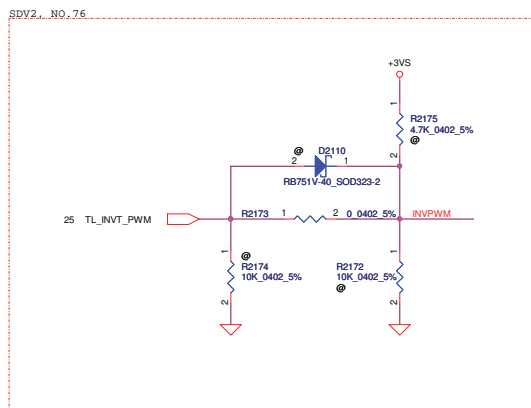 SDV2, NO.76
+3VS
1
R2175
4.7K_0402_5%
@
2
@
D2110
2
1
RB751V-40_SOD323-2
25 TL_INVT_PWM
R2173
1
2
0_0402_5%
INVPWM
1
@
R2174
10K_0402_5%
2
1
R2172
10K_0402_5%
@
2